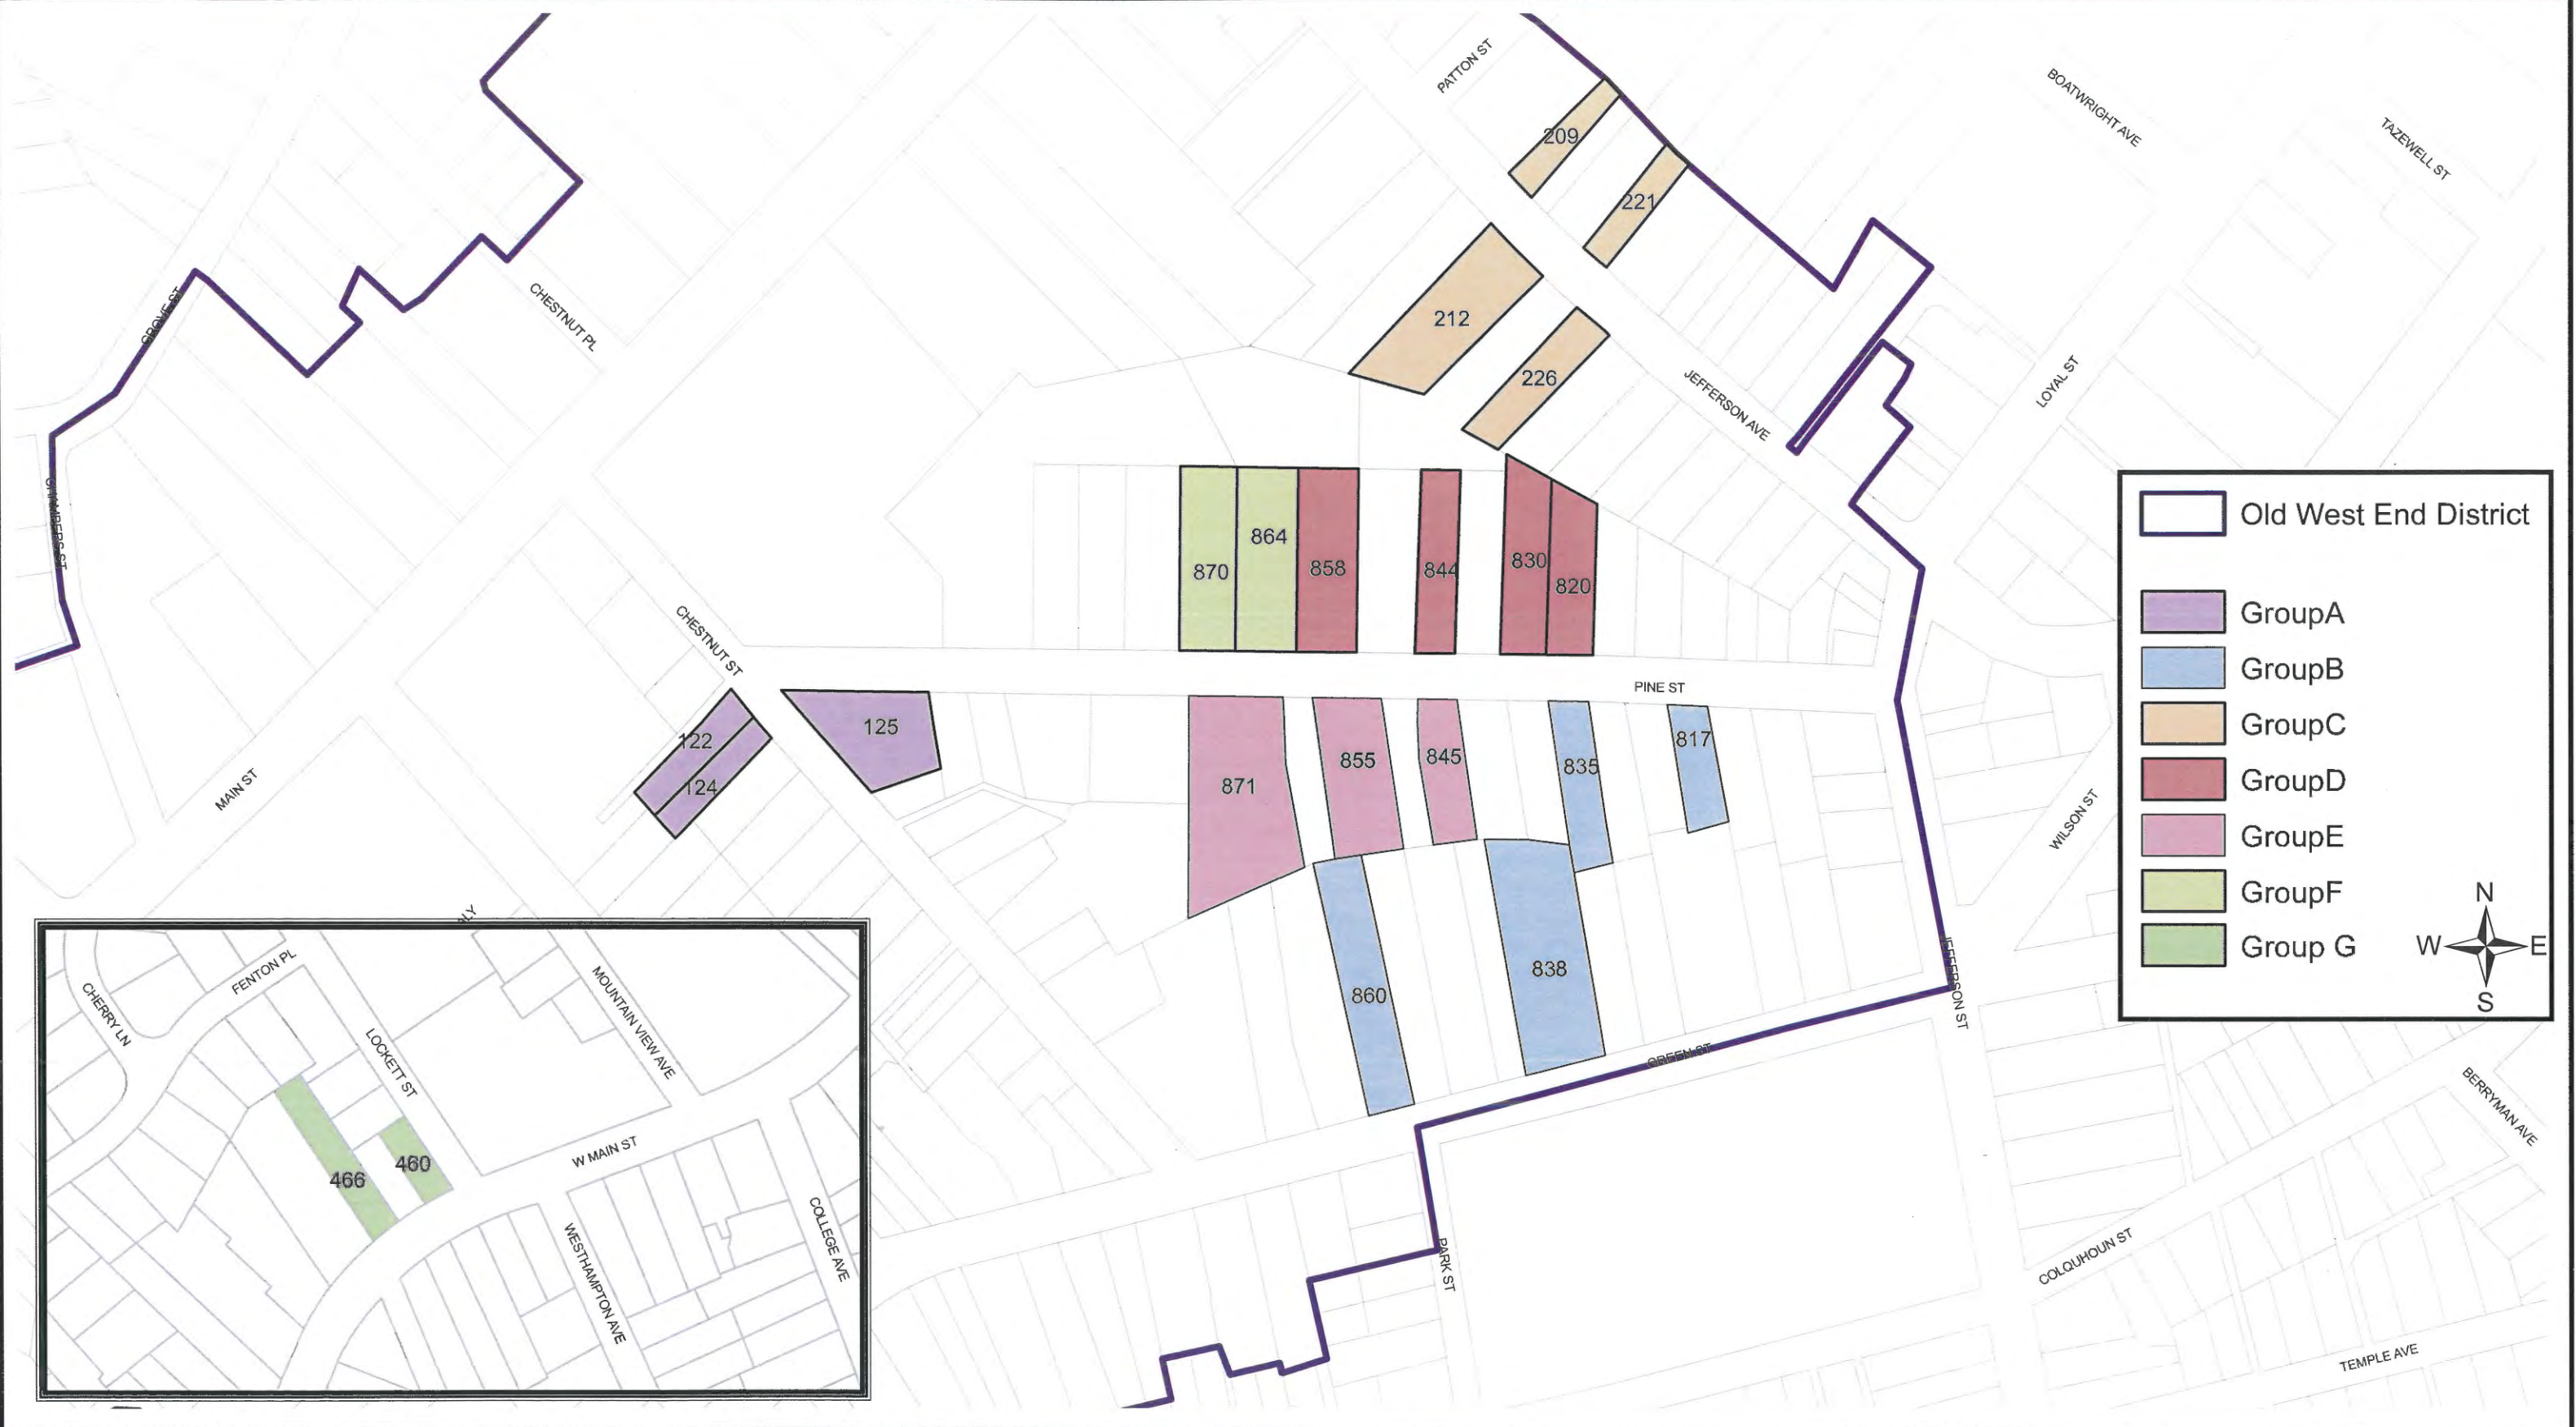 PATTON ST
BOATWRIGHT AVE
TAZEWELL ST
209
221
GROVE ST
CHESTNUT PL
212
226
JEFFERSON AVE
LOYAL ST
CHAMBERS ST
870
864
858
844
830
820
CHESTNUT ST
PINE ST
122
124
125
871
855
845
835
817
MAIN ST
WILSON ST
860
838
GREEN ST
JEFFERSON ST
BERRYMAN AVE
PARK ST
COLQUHOUN ST
TEMPLE AVE
Old West End District
GroupA
GroupB
GroupC
GroupD
GroupE
GroupF
Group G
N
W
E
S
ALY
CHERRY LN
FENTON PL
LOCKETT ST
MOUNTAIN VIEW AVE
W MAIN ST
466
460
WESTHAMPTON AVE
COLLEGE AVE